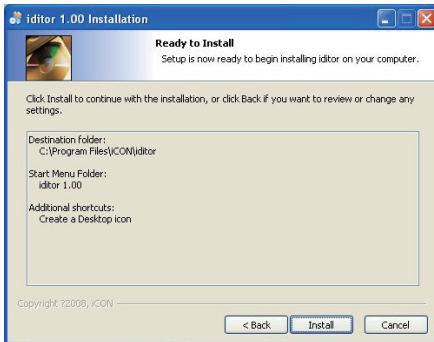 iditor 1.00 Installation
Ready to Install
Setup is now ready to begin installing iditor on your computer.
Click Install to continue with the installation, or click Back if you want to review or change any
settings.
Destination folder:
C:\Program Files\iCON\iditor
Start Menu Folder:
iditor 1.00
Additional shortcuts:
Create a Desktop icon
Copyright ?2008, iCON
< Back
Install
Cancel